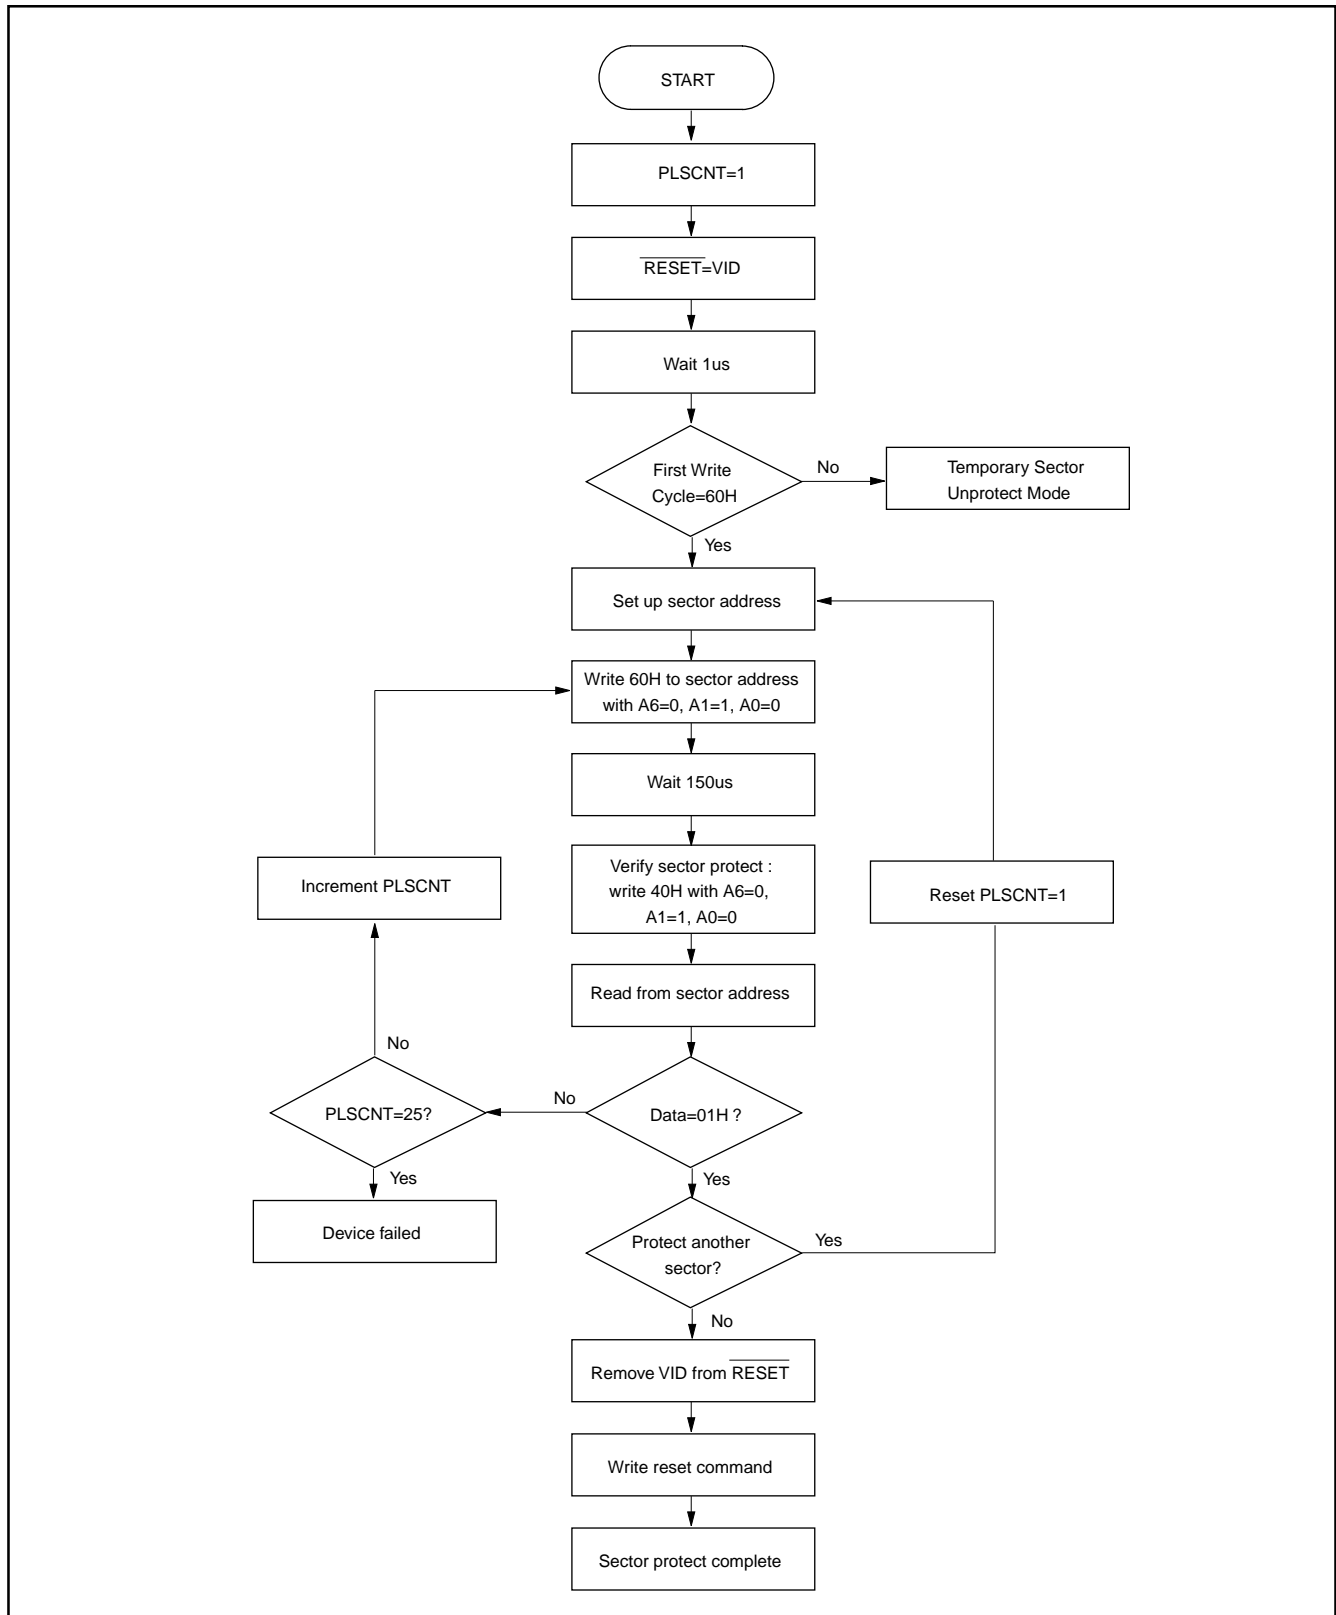 START
PLSCNT=1
RESET=VID
Wait 1us
First Write
Cycle=60H
No
Temporary Sector
Unprotect Mode
Yes
Set up sector address
Write 60H to sector address
with A6=0, A1=1, A0=0
Wait 150us
Increment PLSCNT
Verify sector protect :
write 40H with A6=0,
A1=1, A0=0
Reset PLSCNT=1
Read from sector address
No
PLSCNT=25?
No
Data=01H ?
Yes
Yes
Device failed
Protect another
sector?
Yes
No
Remove VID from RESET
Write reset command
Sector protect complete